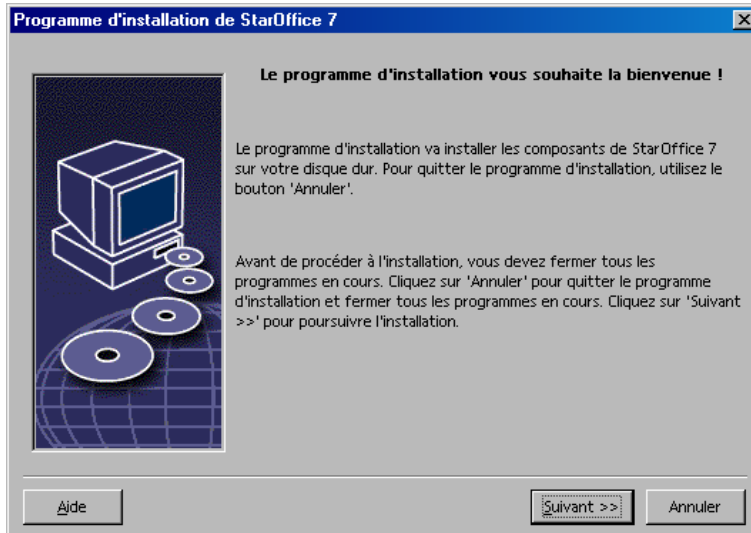 Programme d'installation de StarOffice 7
Le programme d'installation vous souhaite la bienvenue !
Le programme d'installation va installer les composants de StarOffice 7
sur votre disque dur. Pour quitter le programme d'installation, utilisez le
bouton 'Annuler'.
Avant de procéder à l'installation, vous devez fermer tous les
programmes en cours. Cliquez sur 'Annuler' pour quitter le programme
d'installation et fermer tous les programmes en cours. Cliquez sur 'Suivant
>>' pour poursuivre l'installation.
Aide
Suivant >>
Annuler